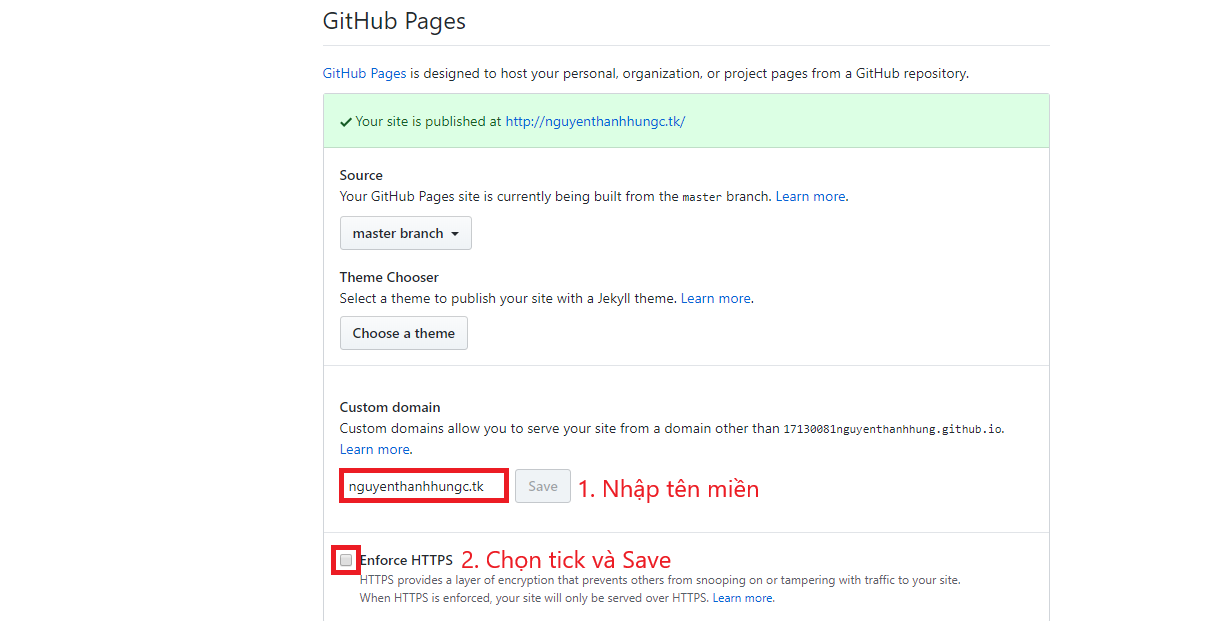 GitHub Pages
GitHub Pages is designed to host your personal, organization, or project pages from a GitHub repository.
Your site is published at http://nguyenthanhhungc.tk/
Source
Your GitHub Pages site is currently being built from the master branch. Learn more.
master branch
Theme Chooser
Select a theme to publish your site with a Jekyll theme. Learn more.
Choose a theme
Custom domain
Custom domains allow you to serve your site from a domain other than 17130081nguyenthanhhung.github.io.
Learn more.
nguyenthanhhungc.tk Save 1. Nhập tên miền
Enforce HTTPS 2. Chọn tick và Save
HTTPS provides a layer of encryption that prevents others from snooping on or tampering with traffic to your site.
When HTTPS is enforced, your site will only be served over HTTPS. Learn more.